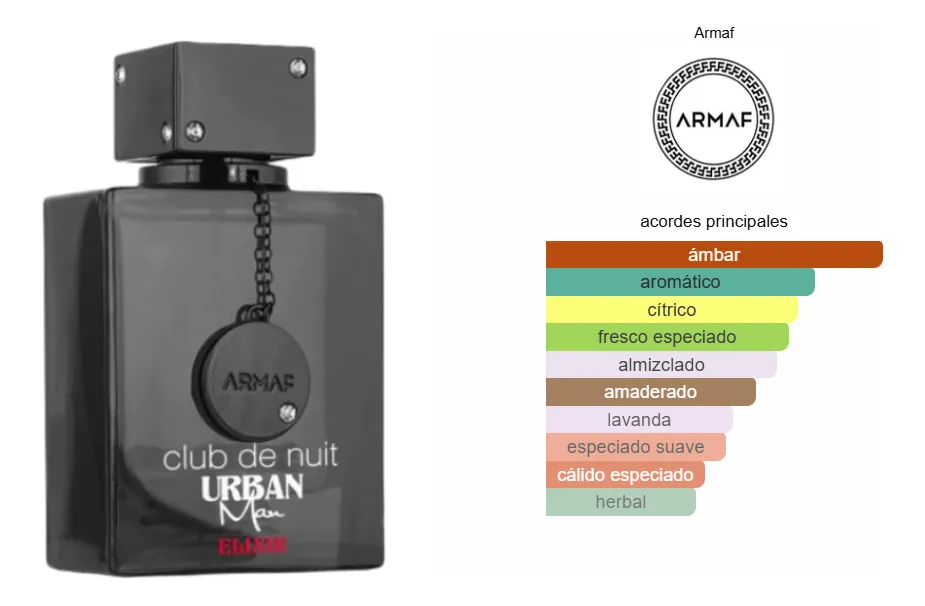 ARMAF
club de nuit
URBAN
Man
ELIXIR
Armaf
ARMAF
acordes principales
ámbar
aromático
cítrico
fresco especiado
almizclado
amaderado
lavanda
especiado suave
cálido especiado
herbal